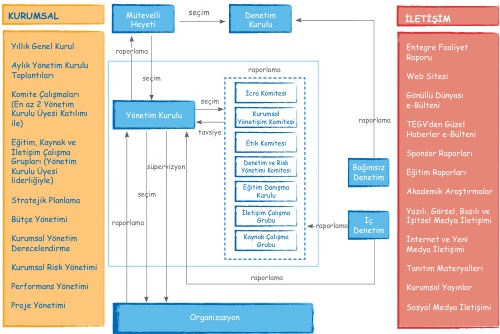 KURUMSAL
Yıllık Genel Kurul
Aylık Yönetim Kurulu
Toplantıları
Komite Çalışmaları
(En az 2 Yönetim
Kurulu Üyesi Katılımı
ile)
Eğitim, Kaynak ve
İletişim Çalışma
Grupları (Yönetim
Kurulu Üyesi
liderliğiyle)
Stratejik Planlama
Bütçe Yönetimi
Kurumsal Yönetim
Derecelendirme
Kurumsal Risk Yönetimi
Performans Yönetimi
Proje Yönetimi
Mütevelli
Heyeti
seçim
Denetim
Kurulu
raporlama
seçim
raporlama
Yönetim Kurulu
seçim
tavsiye
İcra Komitesi
Kurumsal
Yönetişim Komitesi
Etik Komitesi
Denetim ve Risk
Yönetimi Komitesi
Eğitim Danışma
Kurulu
İletişim Çalışma
Grubu
Kaynak Çalışma
Grubu
süpervizyon
seçim
raporlama
raporlama
Bağımsız
Denetim
İç
Denetim
raporlama
raporlama
Organizasyon
İLETİŞİM
Entegre Faaliyet
Raporu
Web Sitesi
Gönüllü Dünyası
e-Bülteni
TEGV'den Güzel
Haberler e-Bülteni
Sponsor Raporları
Eğitim Raporları
Akademik Araştırmalar
Yazılı, Görsel, Basılı ve
İşitsel Medya İletişimi
İnternet ve Yeni
Medya İletişimi
Tanıtım Materyalleri
Kurumsal Yayınlar
Sosyal Medya İletişimi